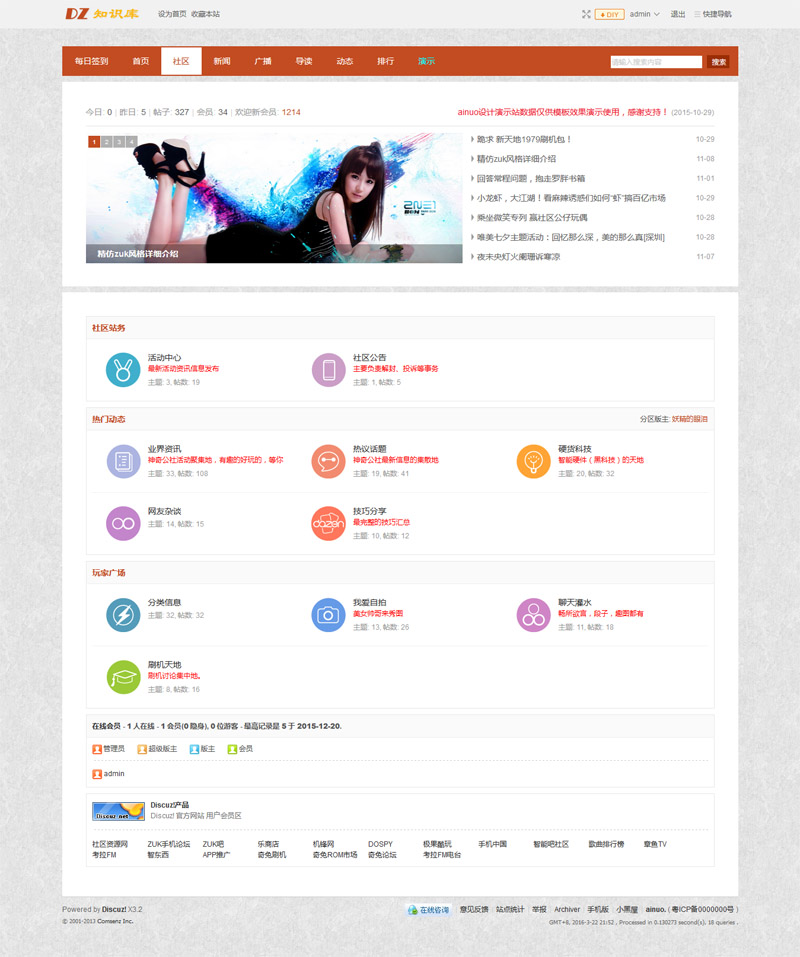 DZ 知识库 设为首页 收藏本站 DIY admin 退出 快捷导航
每日签到 首页 社区 新闻 广播 导读 动态 排行 演示 请输入搜索内容 搜索
今日: 0 | 昨日: 5 | 帖子: 327 | 会员: 34 | 欢迎新会员: 1214
ainuo设计演示站数据仅供模板效果演示使用，感谢支持！ (2015-10-29)
1 2 3 4
2NE1
精仿zuk风格详细介绍
跪求 新天地1979刷机包！ 10-29
精仿zuk风格详细介绍 11-08
回答常程问题，抱走罗胖书箱 11-01
小龙虾，大江湖！看麻辣诱惑们如何“虾”搞百亿市场 10-29
乘坐微笑专列 赢社区公仔玩偶 10-28
唯美七夕主题活动：回忆那么深，美的那么真[深圳] 10-28
夜未央灯火阑珊诉寒凉 11-07
社区站务
活动中心
最新活动资讯信息发布
主题: 3, 帖数: 19
社区公告
主要负责解封、投诉等事务
主题: 1, 帖数: 5
热门动态 分区版主: 妖精的眼泪
业界资讯
神奇公社活动聚集地，有趣的好玩的，等你
主题: 33, 帖数: 108
热议话题
神奇公社最新信息的集散地
主题: 19, 帖数: 41
硬货科技
智能硬件（黑科技）的天地
主题: 20, 帖数: 32
网友杂谈
主题: 14, 帖数: 15
dazen
技巧分享
最完整的技巧汇总
主题: 10, 帖数: 12
玩家广场
分类信息
主题: 32, 帖数: 32
我爱自拍
美女帅哥来秀图
主题: 13, 帖数: 25
聊天灌水
畅所欲言，段子，趣图都有
主题: 11, 帖数: 18
刷机天地
刷机讨论集中地。
主题: 8, 帖数: 16
在线会员 - 1 人在线 - 1 会员(0 隐身), 0 位游客 - 最高记录是 5 于 2015-12-20.
管理员 超级版主 版主 会员
admin
Discuz.net
Discuz!产品
Discuz! 官方网站 用户会员区
社区资源网 ZUK手机论坛 ZUK吧 乐商店 机锋网 DOSPY 极果酷玩 手机中国 智能吧社区 歌曲排行榜 章鱼TV
考拉FM 智东西 APP推广 奇兔刷机 奇兔ROM市场 奇兔论坛 考拉FM电台
Powered by Discuz! X3.2
© 2001-2013 Comsenz Inc.
在线咨询 意见反馈 | 站点统计 | 举报 | Archiver | 手机版 | 小黑屋 | ainuo. ( 粤ICP备0000000号 )
GMT+8, 2016-3-22 21:52 , Processed in 0.130273 second(s), 18 queries .